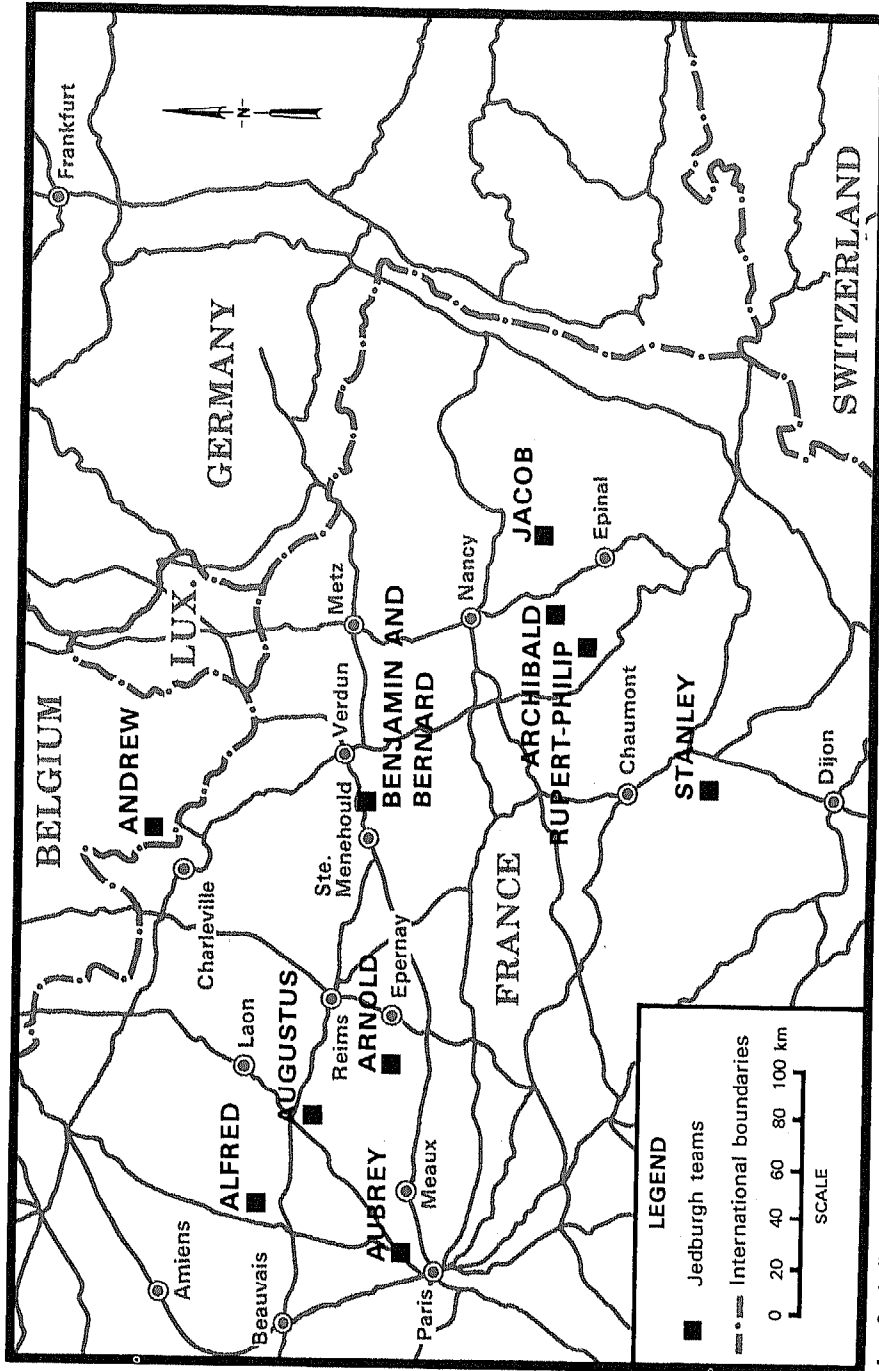 Frankfurt
-N-
BELGIUM
GERMANY
LUX.
ANDREW
Charleville
Amiens
Laon
ALFRED
Beauvais
AUGUSTUS
Reims
ARNOLD
Epernay
Ste.
Menehould
Verdun
Metz
BENJAMIN AND
BERNARD
AUBREY
Meaux
Paris
FRANCE
Nancy
JACOB
ARCHIBALD
RUPERT-PHILIP
Epinal
Chaumont
STANLEY
Dijon
SWITZERLAND
LEGEND
Jedburgh teams
International boundaries
0 20 40 60 80 100 km
SCALE